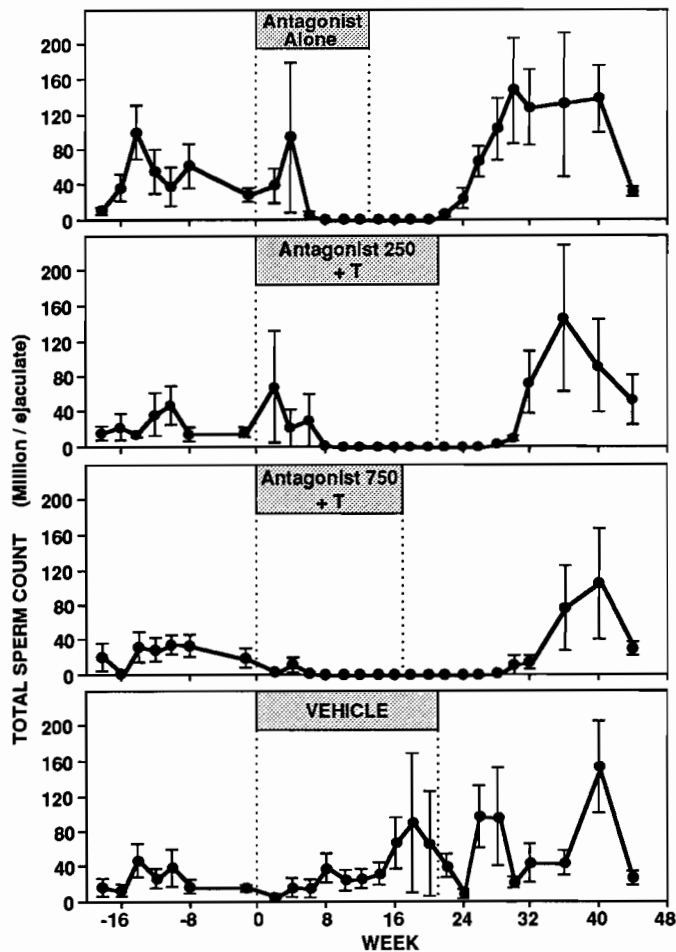 Antagonist
Alone
200
160
120
80
40
0
Antagonist 250
+ T
200
160
120
80
40
0
Antagonist 750
+ T
200
160
120
80
40
0
VEHICLE
200
160
120
80
40
0
-16 -8 0 8 16 24 32 40 48
WEEK
TOTAL SPERM COUNT (Million / ejaculate)